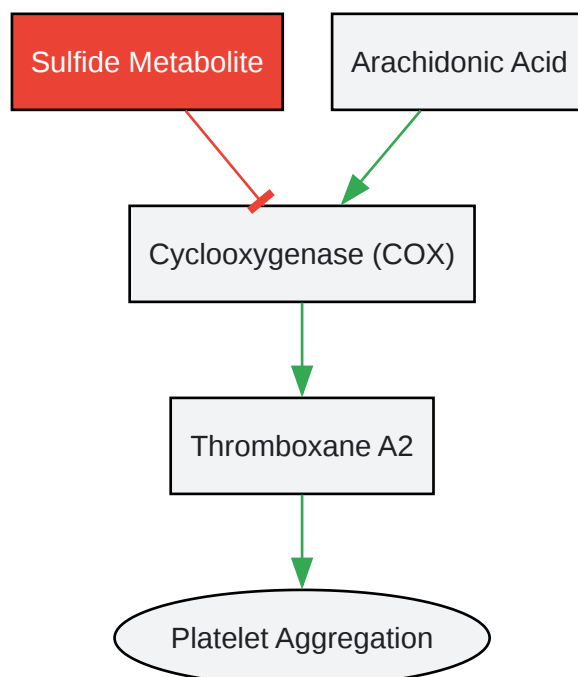 Sulfide Metabolite
Arachidonic Acid
Cyclooxygenase (COX)
Thromboxane A2
Platelet Aggregation